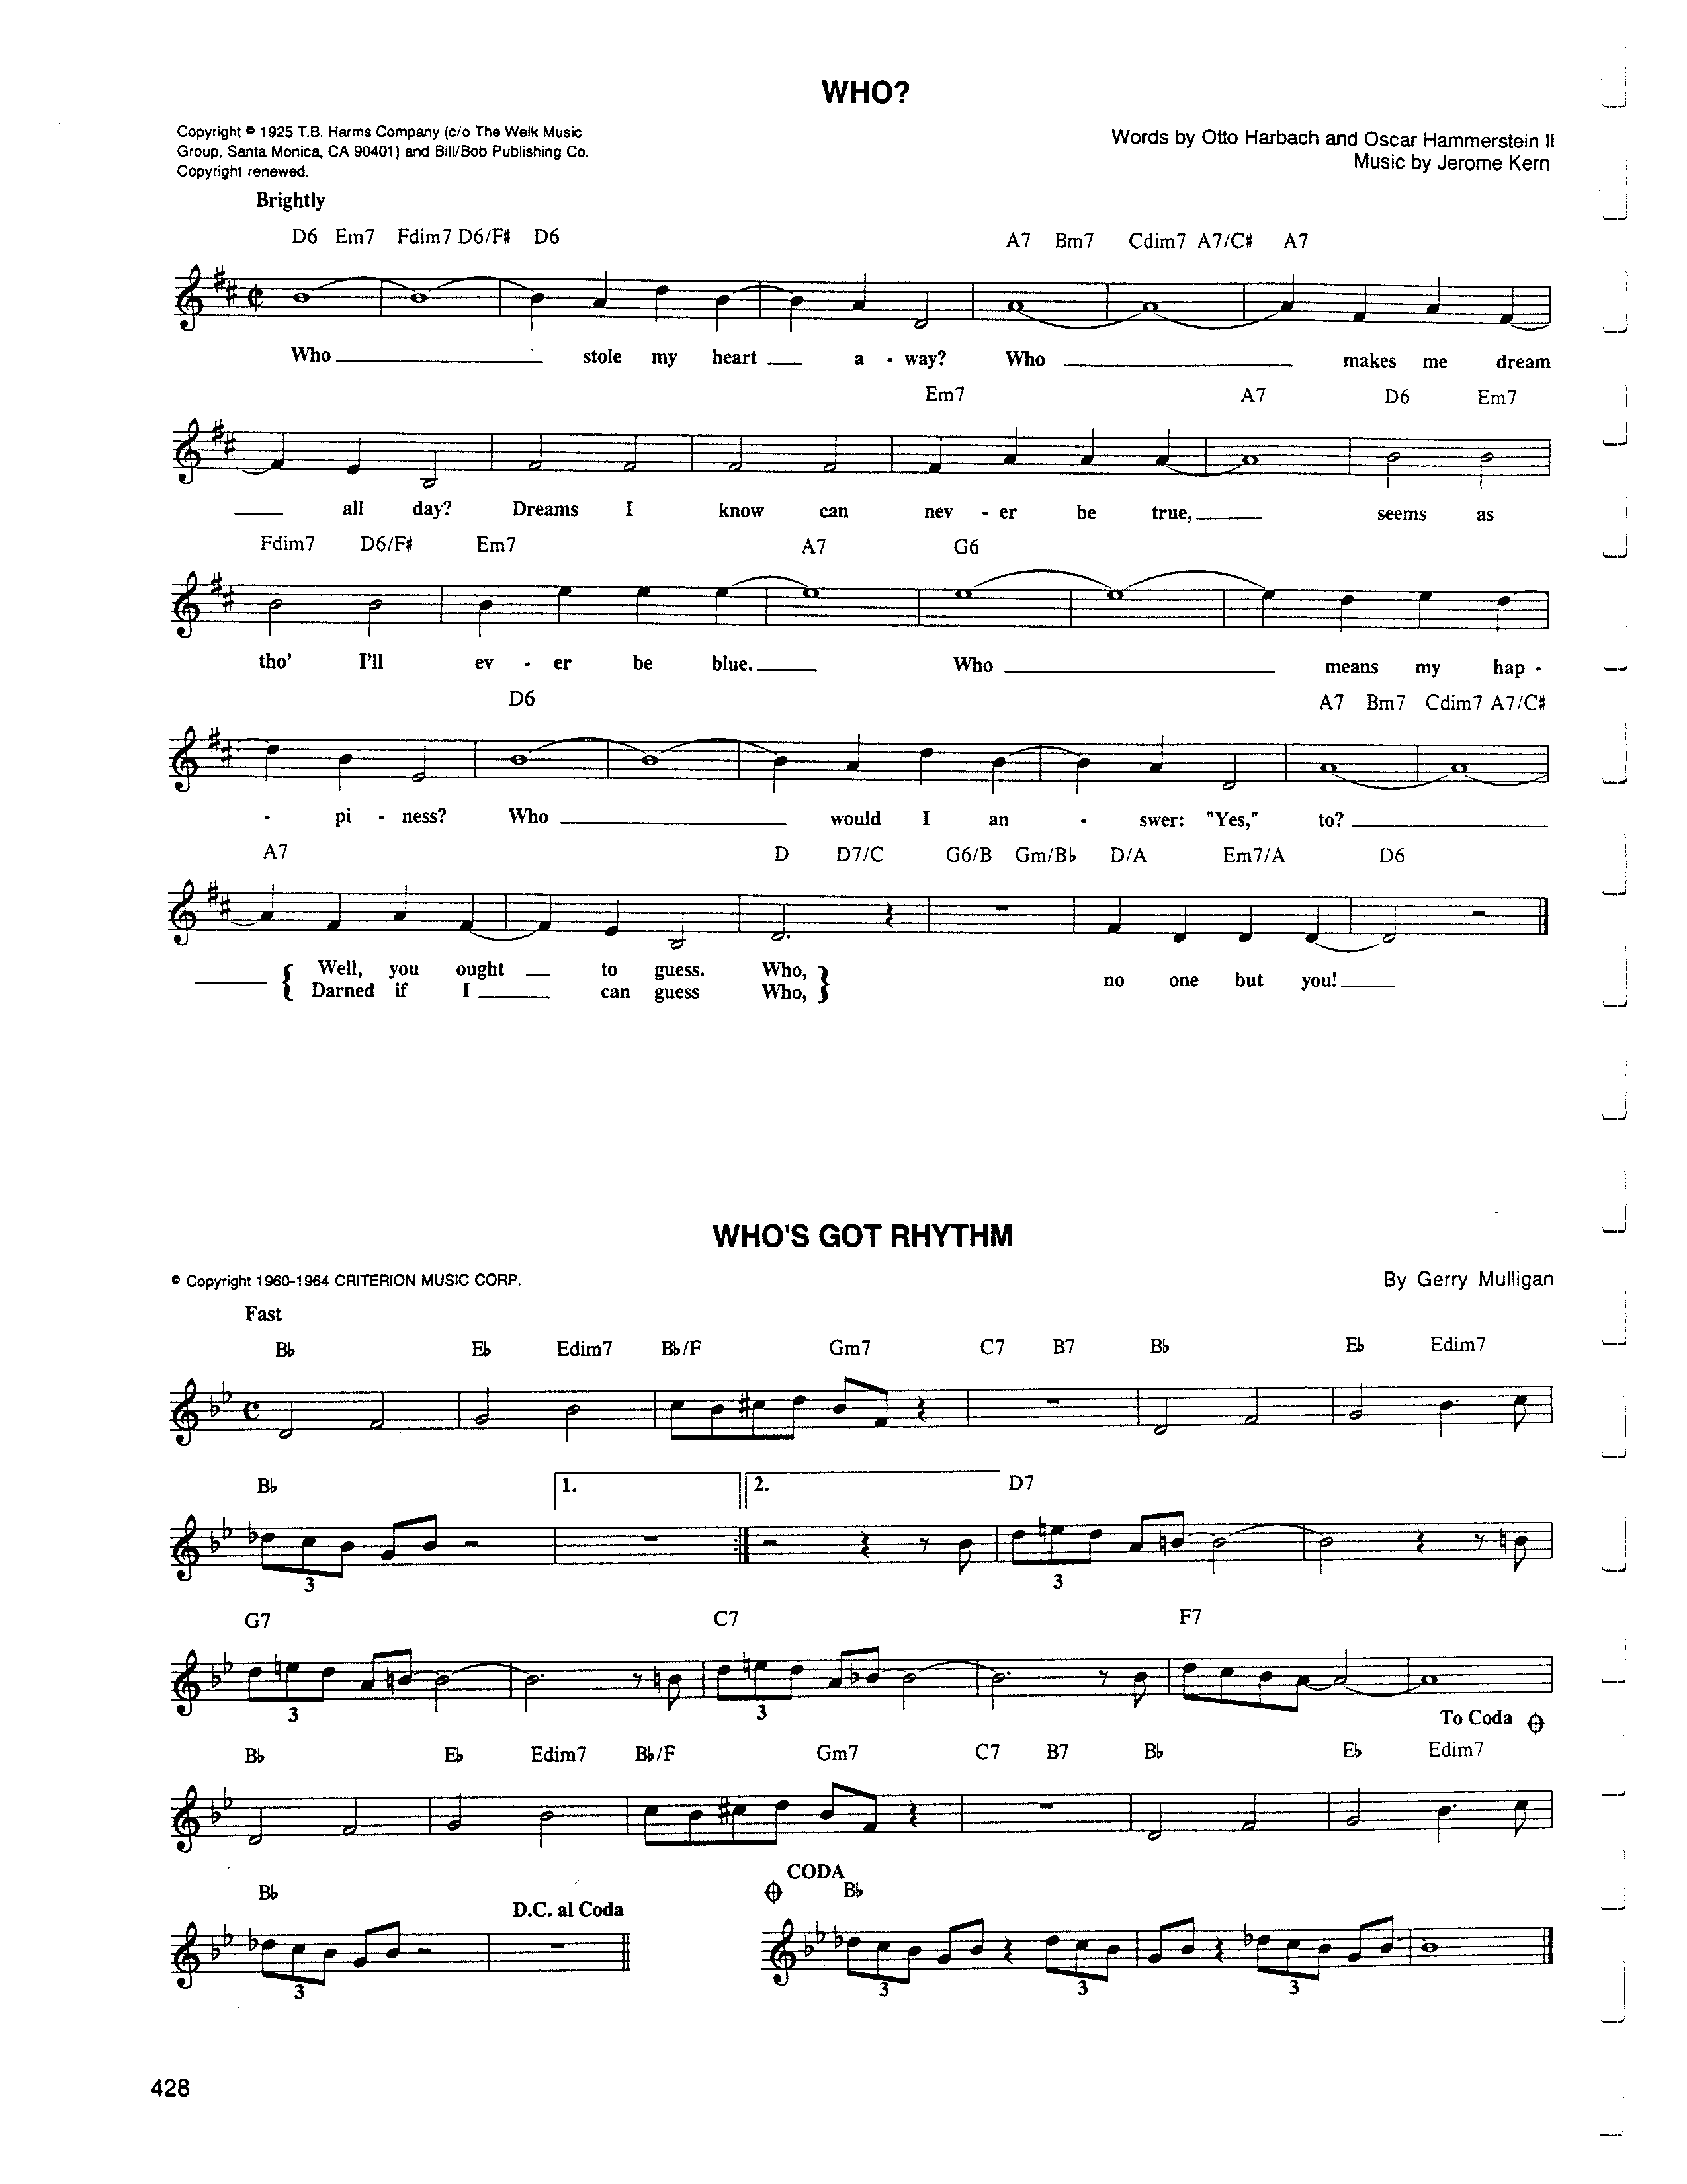 WHO?
Copyright © 1925 T.B. Harms Company (c/o The Welk Music
Group, Santa Monica, CA 90401) and Bill/Bob Publishing Co.
Copyright renewed.
Words by Otto Harbach and Oscar Hammerstein II
Music by Jerome Kern
Brightly
D6 Em7 Fdim7 D6/F# D6 A7 Bm7 Cdim7 A7/C# A7
Who stole my heart a - way? Who makes me dream
Em7 A7 D6 Em7
all day? Dreams I know can nev - er be true, seems as
Fdim7 D6/F# Em7 A7 G6
tho' I'll ev - er be blue. Who means my hap -
D6 A7 Bm7 Cdim7 A7/C#
- pi - ness? Who would I an - swer: "Yes," to?
A7 D D7/C G6/B Gm/B♭ D/A Em7/A D6
Well, you ought to guess. Who, no one but you!
Darned if I can guess Who,
WHO'S GOT RHYTHM
© Copyright 1960-1964 CRITERION MUSIC CORP.
By Gerry Mulligan
Fast
B♭ E♭ Edim7 B♭/F Gm7 C7 B7 B♭ E♭ Edim7
B♭ 1. 2. D7
3 3
G7 C7 F7
3 3
To Coda
B♭ E♭ Edim7 B♭/F Gm7 C7 B7 B♭ E♭ Edim7
CODA
B♭ D.C. al Coda B♭
3 3 3 3
428